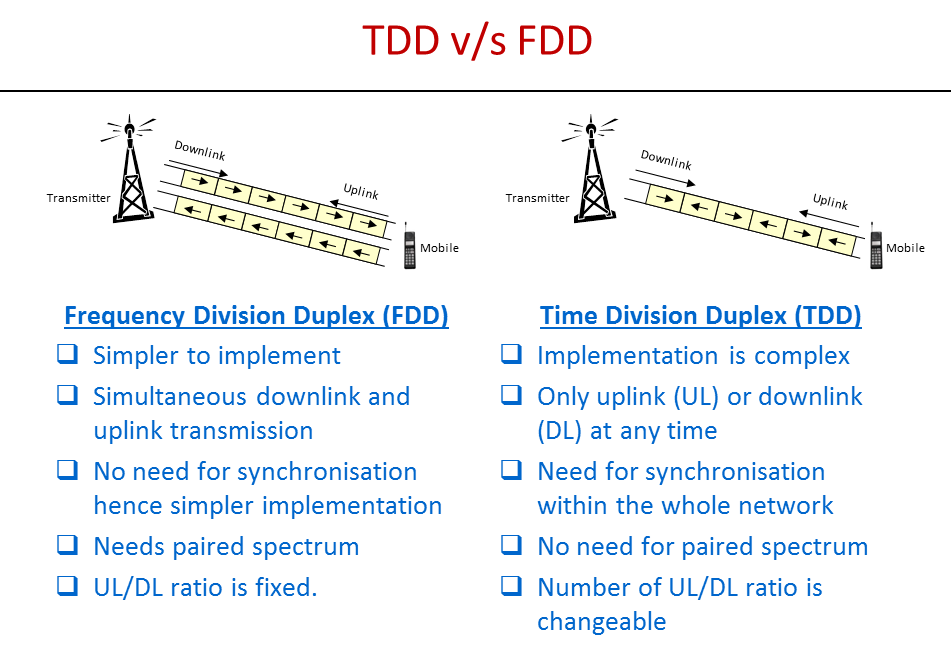 TDD v/s FDD
Downlink
Uplink
Transmitter
Mobile
Downlink
Uplink
Transmitter
Mobile
Frequency Division Duplex (FDD)
❑ Simpler to implement
❑ Simultaneous downlink and
uplink transmission
❑ No need for synchronisation
hence simpler implementation
❑ Needs paired spectrum
❑ UL/DL ratio is fixed.
Time Division Duplex (TDD)
❑ Implementation is complex
❑ Only uplink (UL) or downlink
(DL) at any time
❑ Need for synchronisation
within the whole network
❑ No need for paired spectrum
❑ Number of UL/DL ratio is
changeable